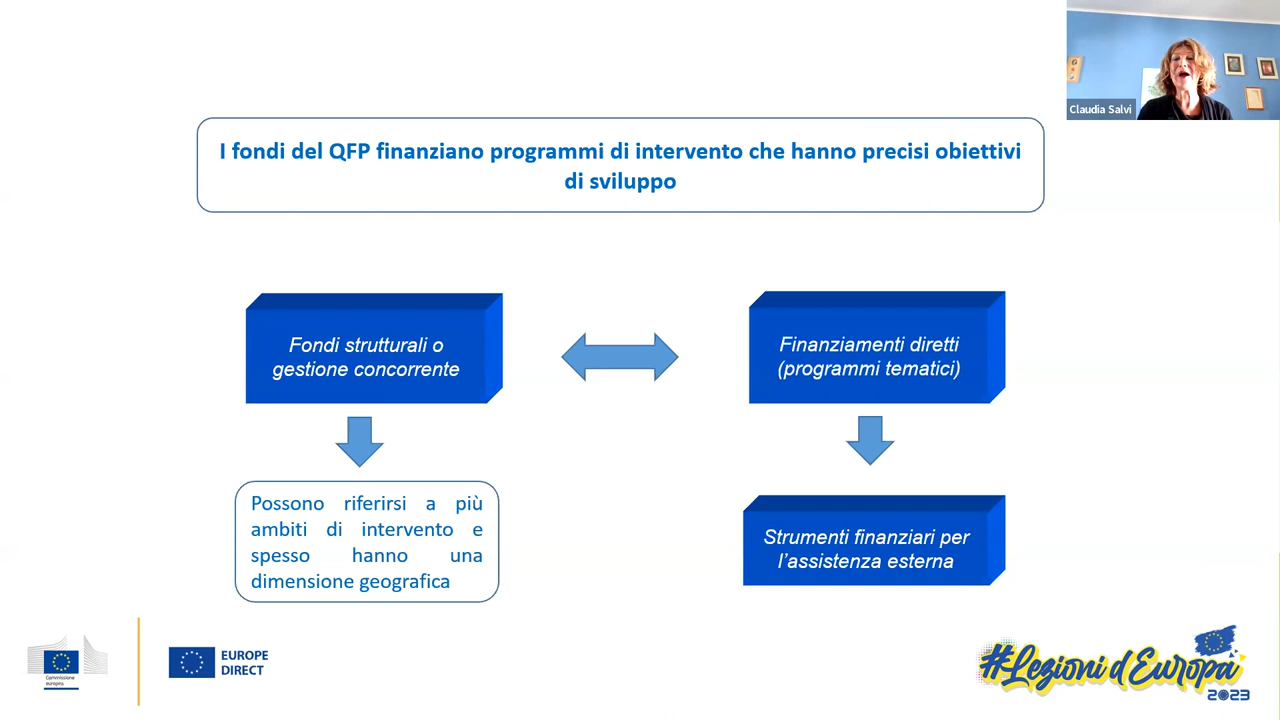 Claudia Salvi
I fondi del QFP finanziano programmi di intervento che hanno precisi obiettivi
di sviluppo
Fondi strutturali o
gestione concorrente
Finanziamenti diretti
(programmi tematici)
Possono riferirsi a più
ambiti di intervento e
spesso hanno una
dimensione geografica
Strumenti finanziari per
l’assistenza esterna
Commissione
europea
EUROPE
DIRECT
#Lezioni d'Europa
2023